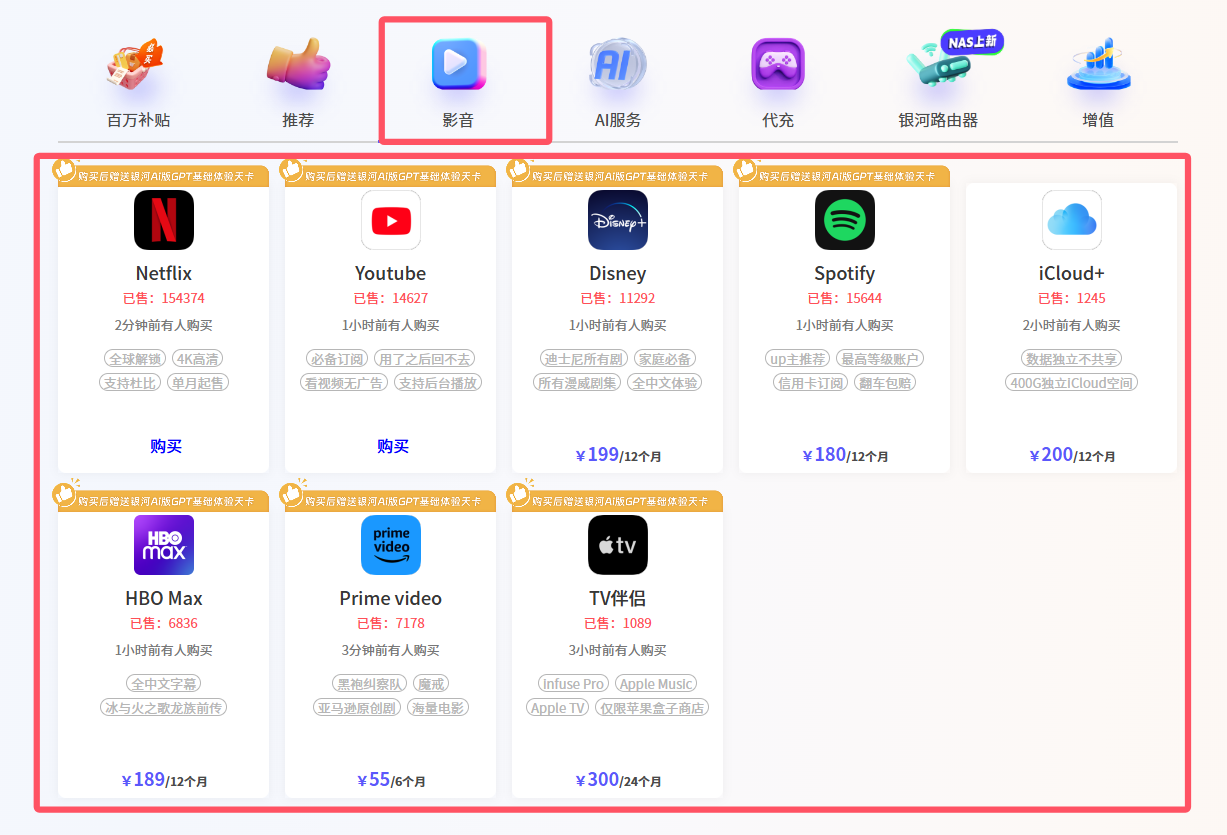 必买
AI
NAS上新
百万补贴
推荐
影音
AI服务
代充
银河路由器
增值
购买后赠送银河AI版GPT基础体验天卡
购买后赠送银河AI版GPT基础体验天卡
购买后赠送银河AI版GPT基础体验天卡
购买后赠送银河AI版GPT基础体验天卡
N
Disney+
Netflix
Youtube
Disney
Spotify
iCloud+
已售：154374
已售：14627
已售：11292
已售：15644
已售：1245
2分钟前有人购买
1小时前有人购买
1小时前有人购买
1小时前有人购买
2小时前有人购买
全球解锁 4K高清
必备订阅 用了之后回不去
迪士尼所有剧 家庭必备
up主推荐 最高等级账户
数据独立不共享
支持杜比 单月起售
看视频无广告 支持后台播放
所有漫威剧集 全中文体验
信用卡订阅 翻车包赔
400G独立ICloud空间
购买
购买
￥199/12个月
￥180/12个月
￥200/12个月
购买后赠送银河AI版GPT基础体验天卡
购买后赠送银河AI版GPT基础体验天卡
购买后赠送银河AI版GPT基础体验天卡
HBO
max
prime
video
tv
HBO Max
Prime video
TV伴侣
已售：6836
已售：7178
已售：1089
1小时前有人购买
3分钟前有人购买
3小时前有人购买
全中文字幕
黑袍纠察队 魔戒
Infuse Pro Apple Music
冰与火之歌龙族前传
亚马逊原创剧 海量电影
Apple TV 仅限苹果盒子商店
￥189/12个月
￥55/6个月
￥300/24个月